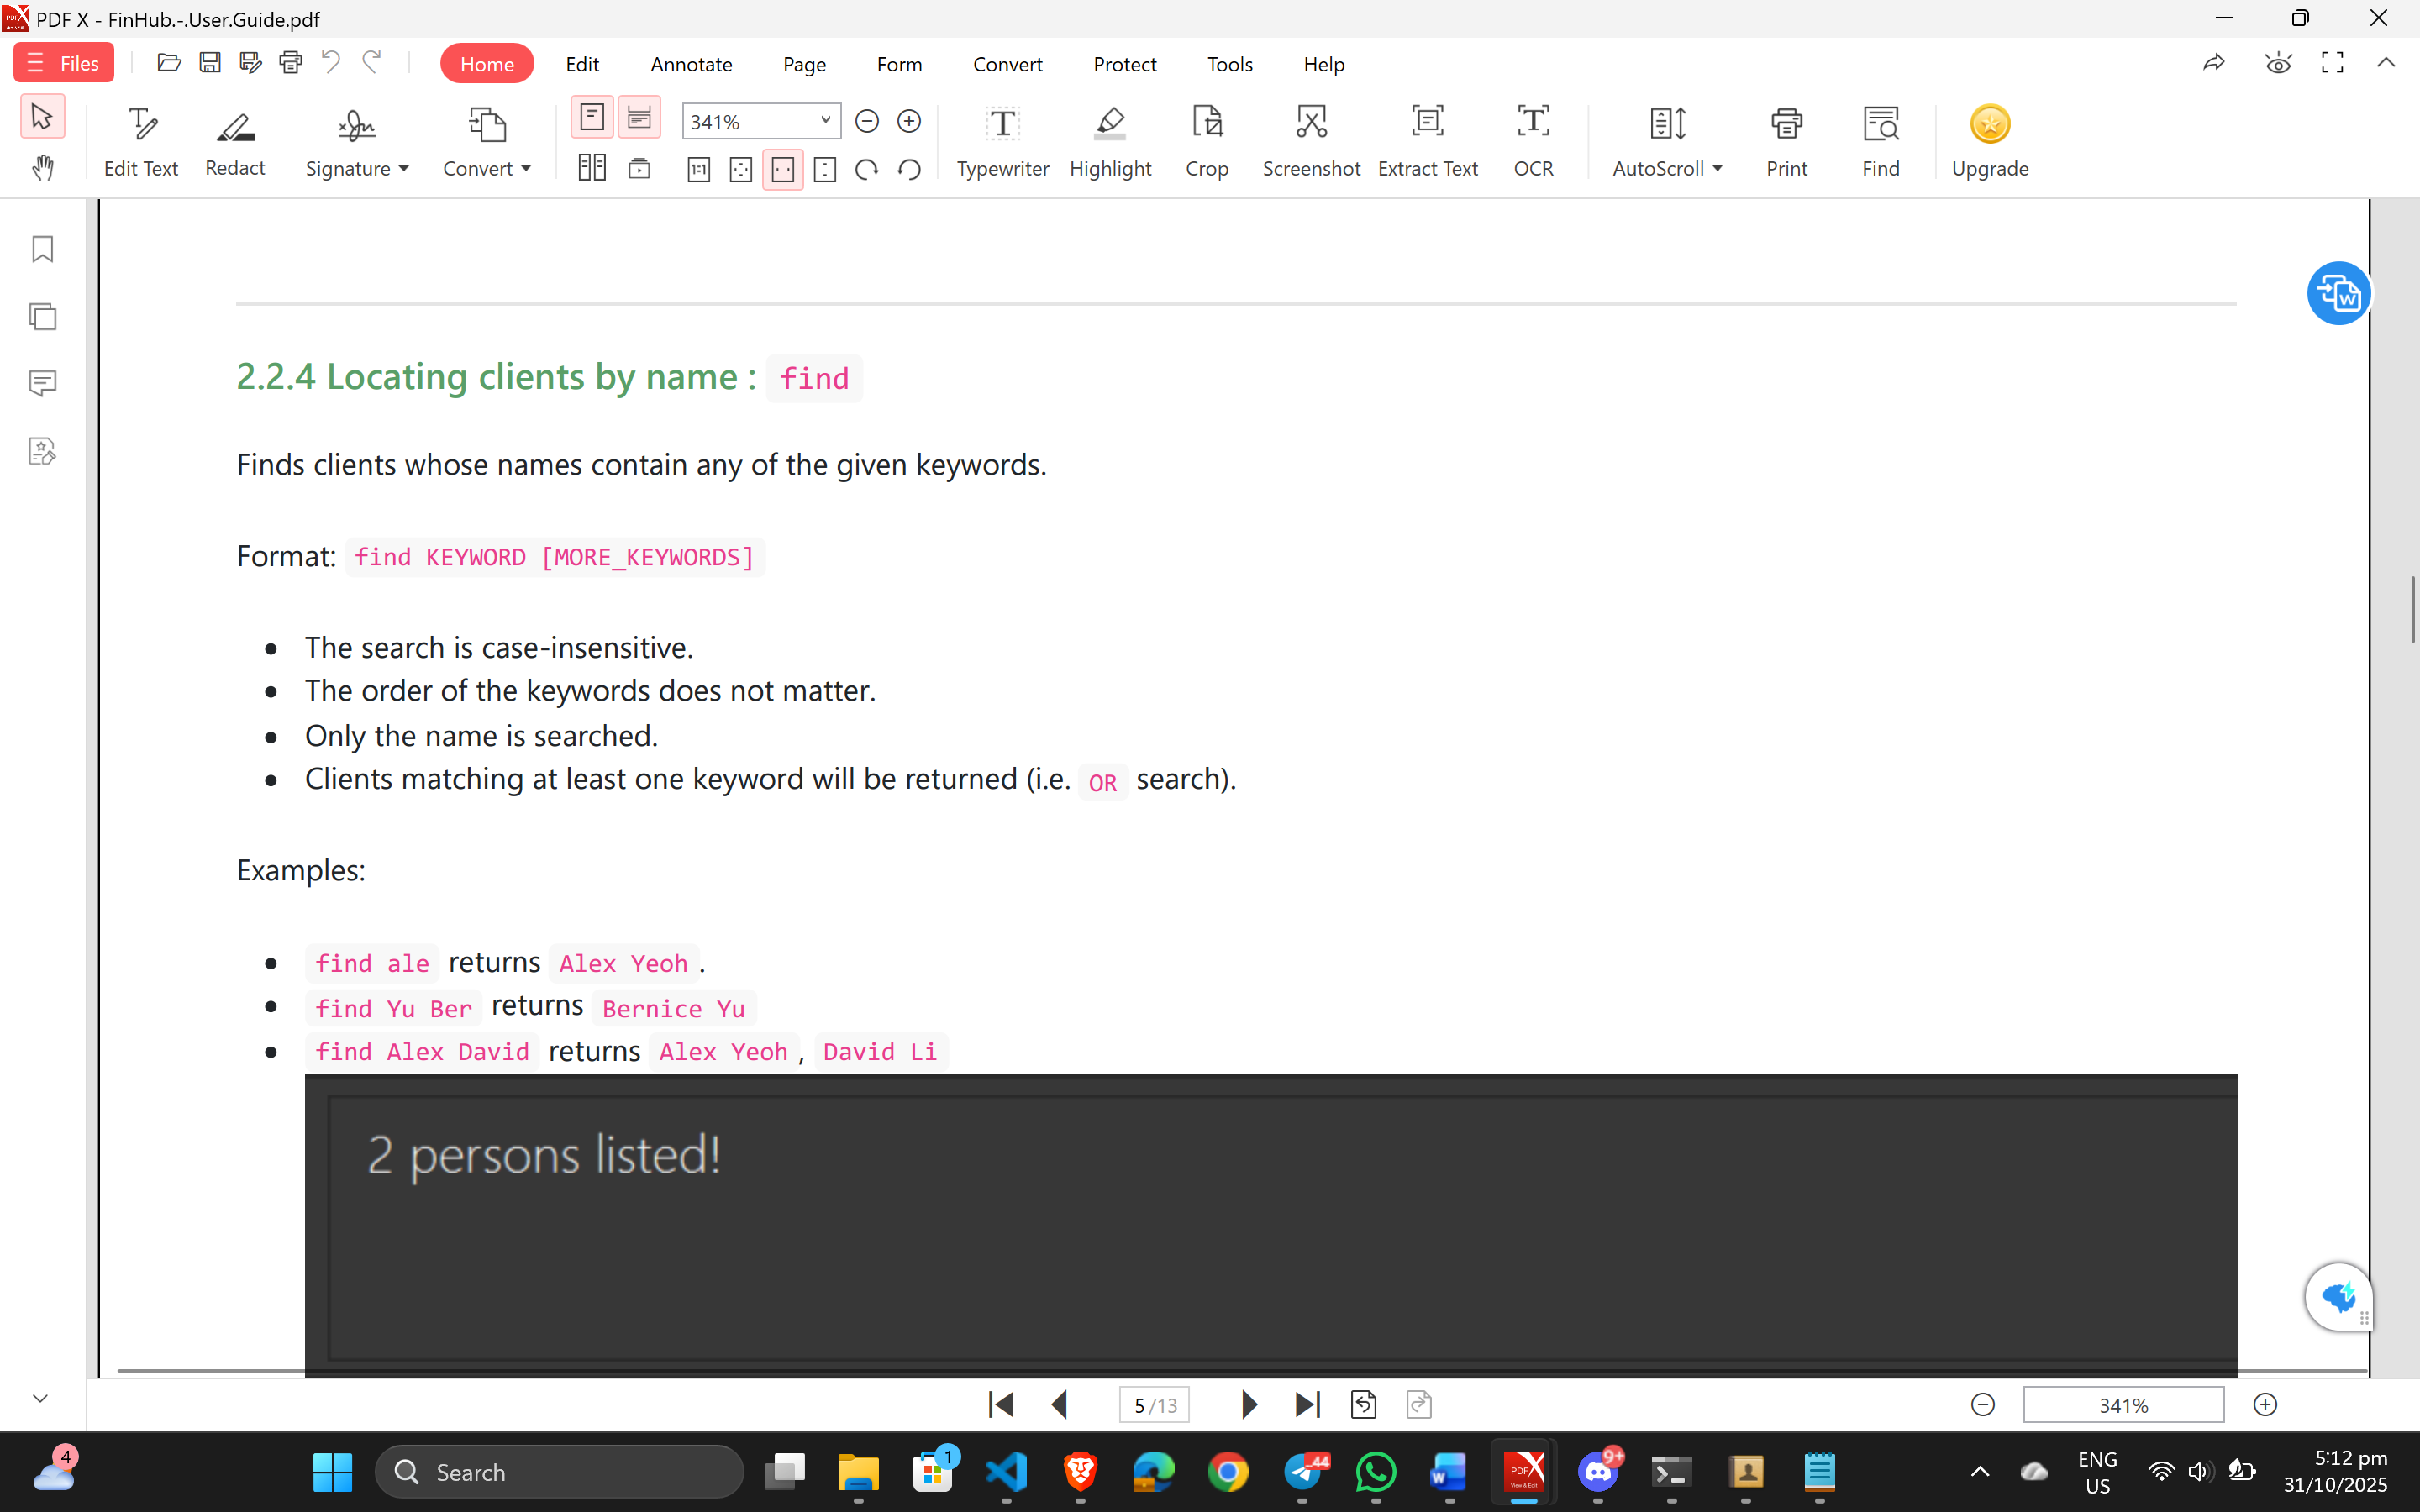 PDF X - FinHub.-.User.Guide.pdf
Files Home Edit Annotate Page Form Convert Protect Tools Help
341%
Edit Text Redact Signature Convert Typewriter Highlight Crop Screenshot Extract Text OCR AutoScroll Print Find Upgrade
2.2.4 Locating clients by name : find
Finds clients whose names contain any of the given keywords.
Format: find KEYWORD [MORE_KEYWORDS]
The search is case-insensitive.
The order of the keywords does not matter.
Only the name is searched.
Clients matching at least one keyword will be returned (i.e. OR search).
Examples:
find ale returns Alex Yeoh .
find Yu Ber returns Bernice Yu
find Alex David returns Alex Yeoh , David Li
2 persons listed!
5 /13
341%
4
Search
1
44
PDF
View & Edit
9+
ENG
US
5:12 pm
31/10/2025